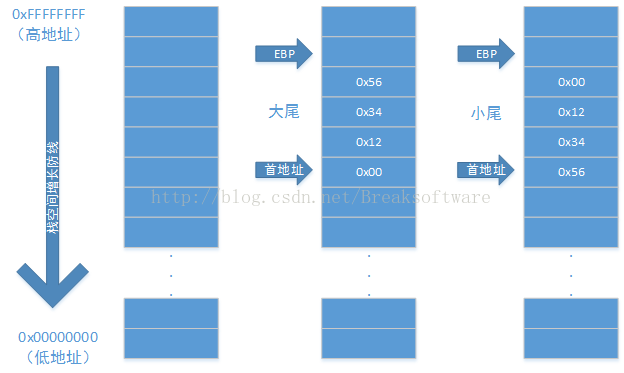 0xFFFFFFFF
（高地址）
栈空间增长防线
0x00000000
（低地址）
EBP
大尾
首地址
0x56
0x34
0x12
0x00
EBP
小尾
首地址
0x00
0x12
0x34
0x56
http://blog.csdn.net/Breaksoftware